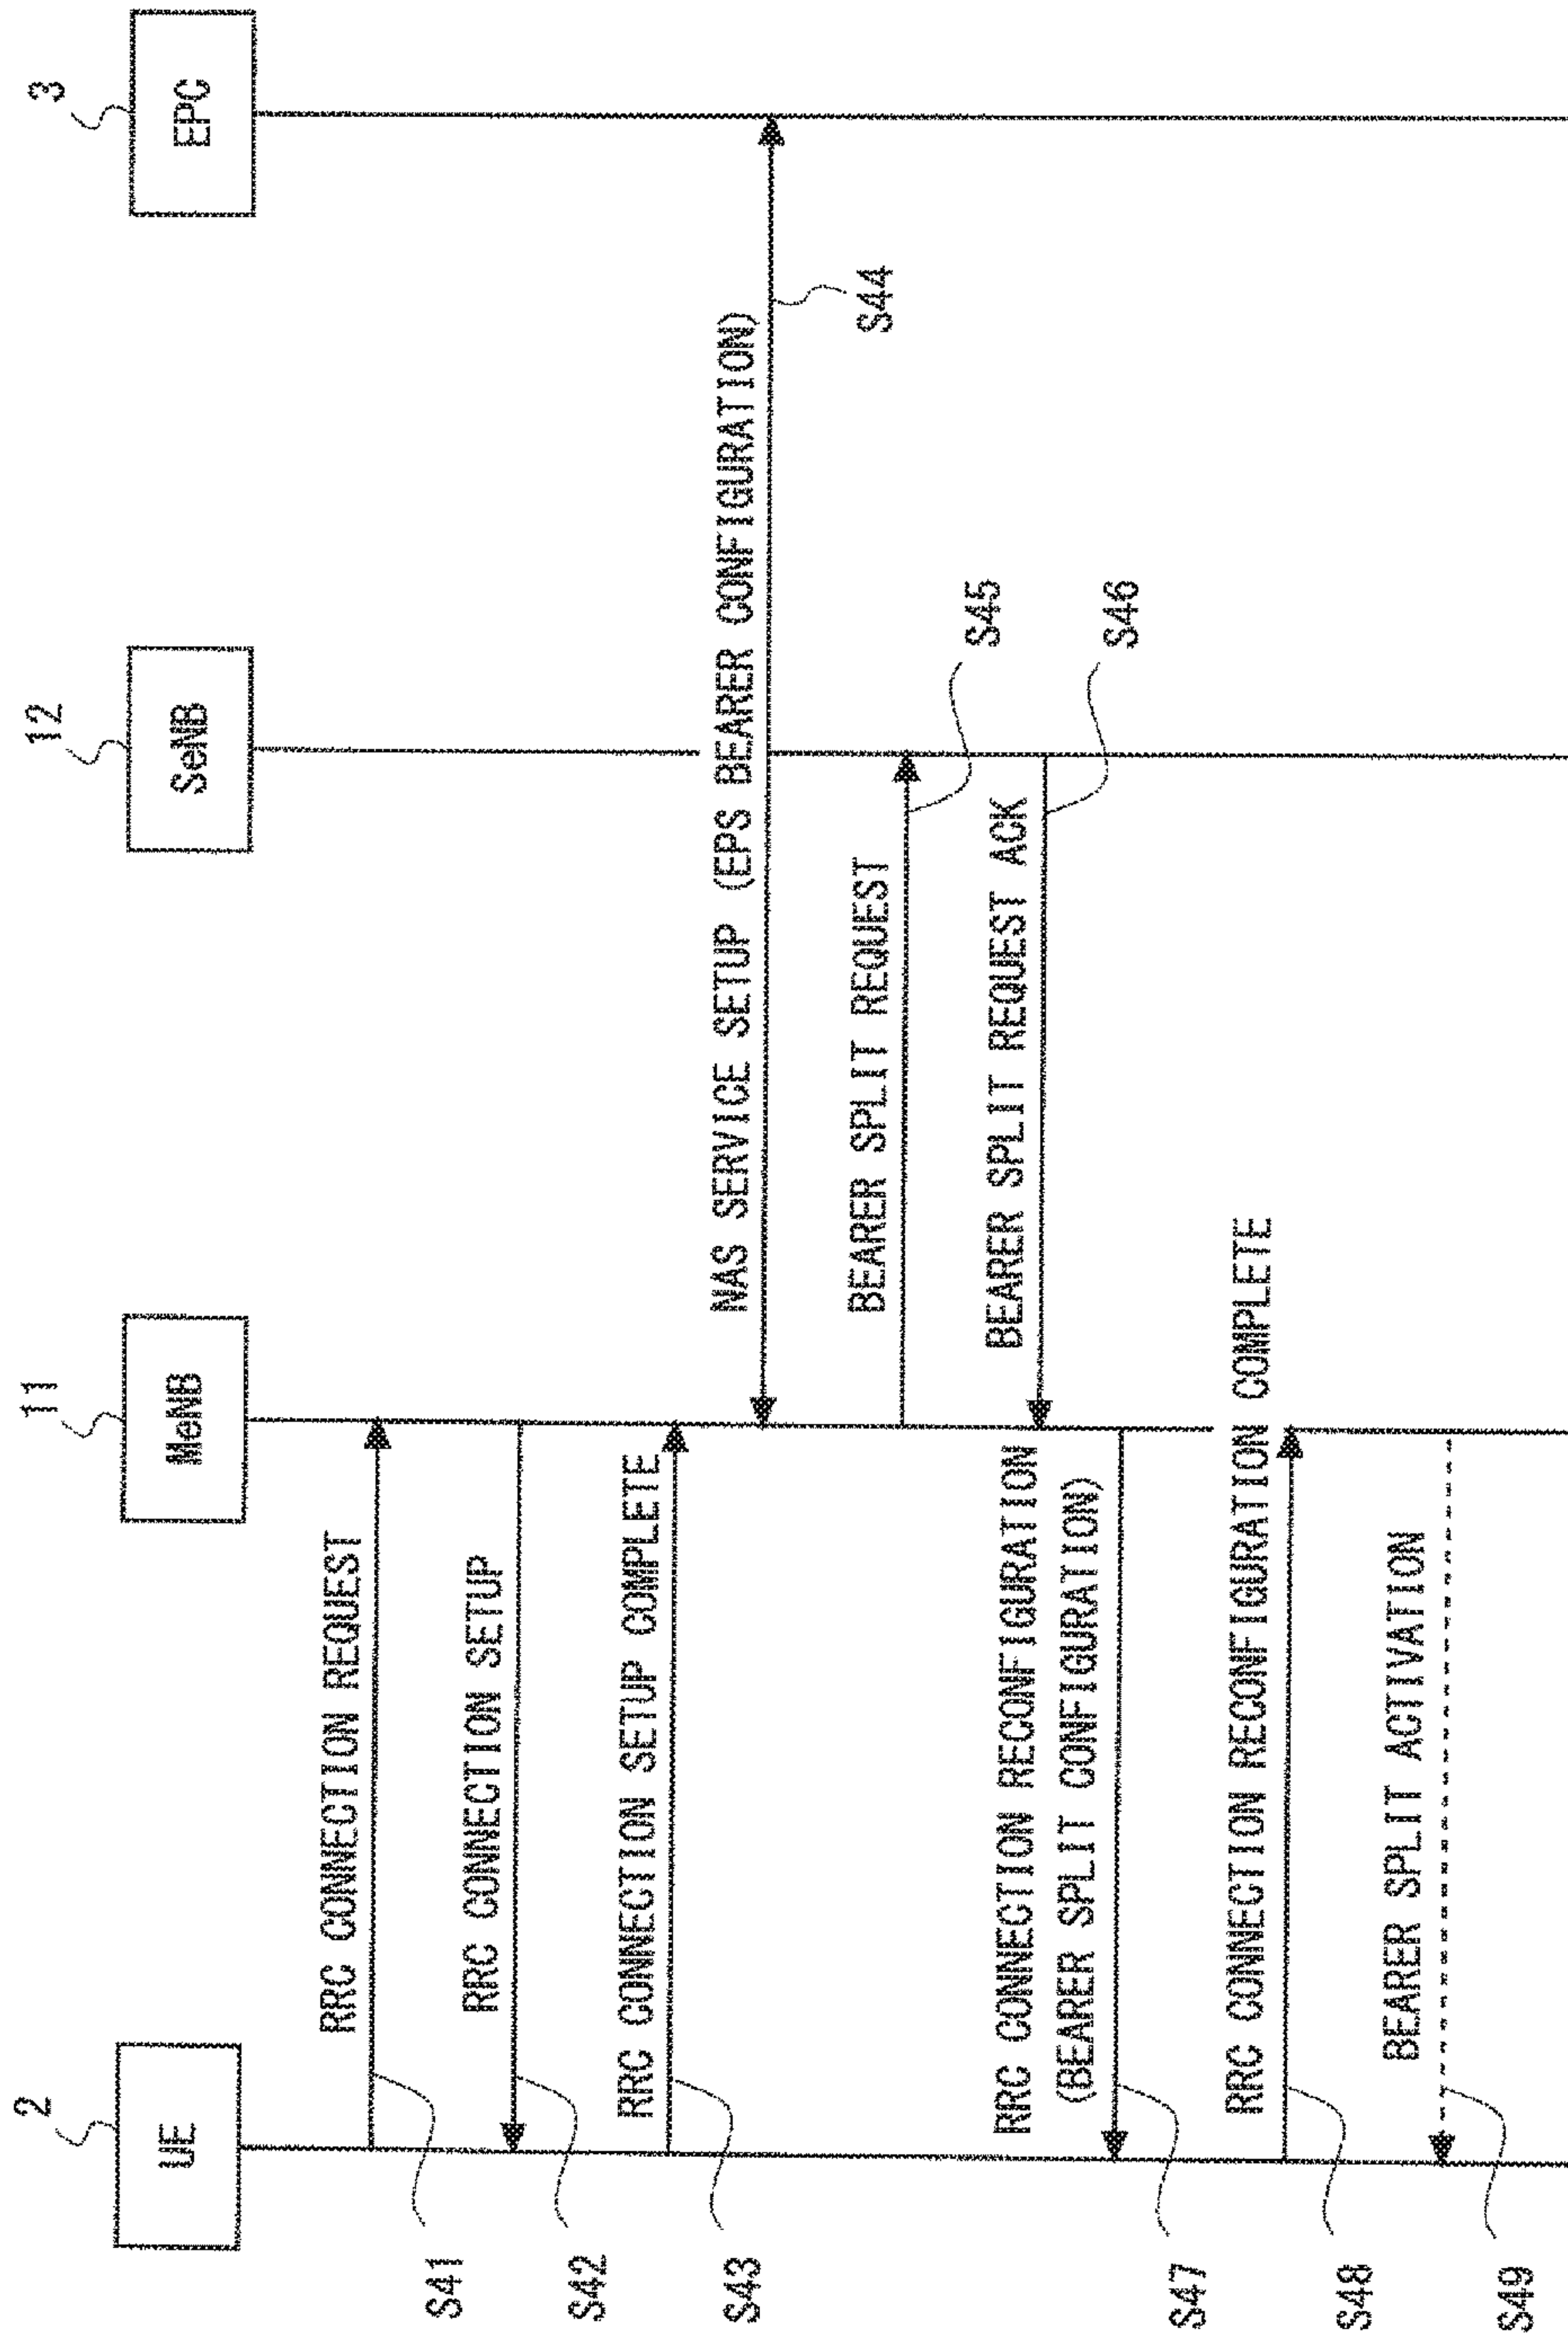 2
UE
11
MeNB
12
SeNB
3
EPC
RRC CONNECTION REQUEST
S41
RRC CONNECTION SETUP
S42
RRC CONNECTION SETUP COMPLETE
S43
NAS SERVICE SETUP (EPS BEARER CONFIGURATION)
S44
BEARER SPLIT REQUEST
S45
BEARER SPLIT REQUEST ACK
S46
RRC CONNECTION RECONFIGURATION
(BEARER SPLIT CONFIGURATION)
S47
RRC CONNECTION RECONFIGURATION COMPLETE
S48
BEARER SPLIT ACTIVATION
S49